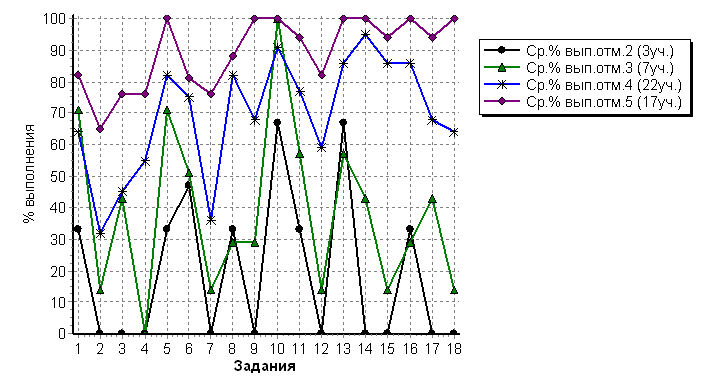 % выполнения
100
90
80
70
60
50
40
30
20
10
0
1 2 3 4 5 6 7 8 9 10 11 12 13 14 15 16 17 18
Задания
Ср.% вып.отм.2 (3уч.)
Ср.% вып.отм.3 (7уч.)
Ср.% вып.отм.4 (22уч.)
Ср.% вып.отм.5 (17уч.)